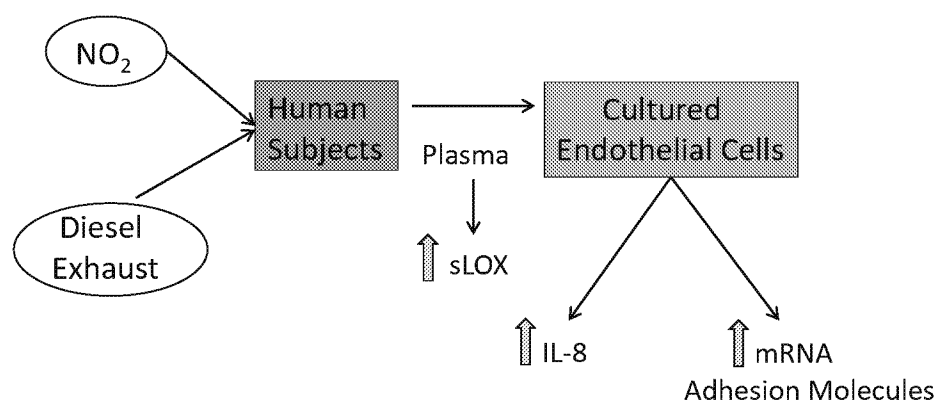 NO₂
Human
Subjects
Plasma
Cultured
Endothelial Cells
Diesel
Exhaust
sLOX
IL-8
mRNA
Adhesion Molecules